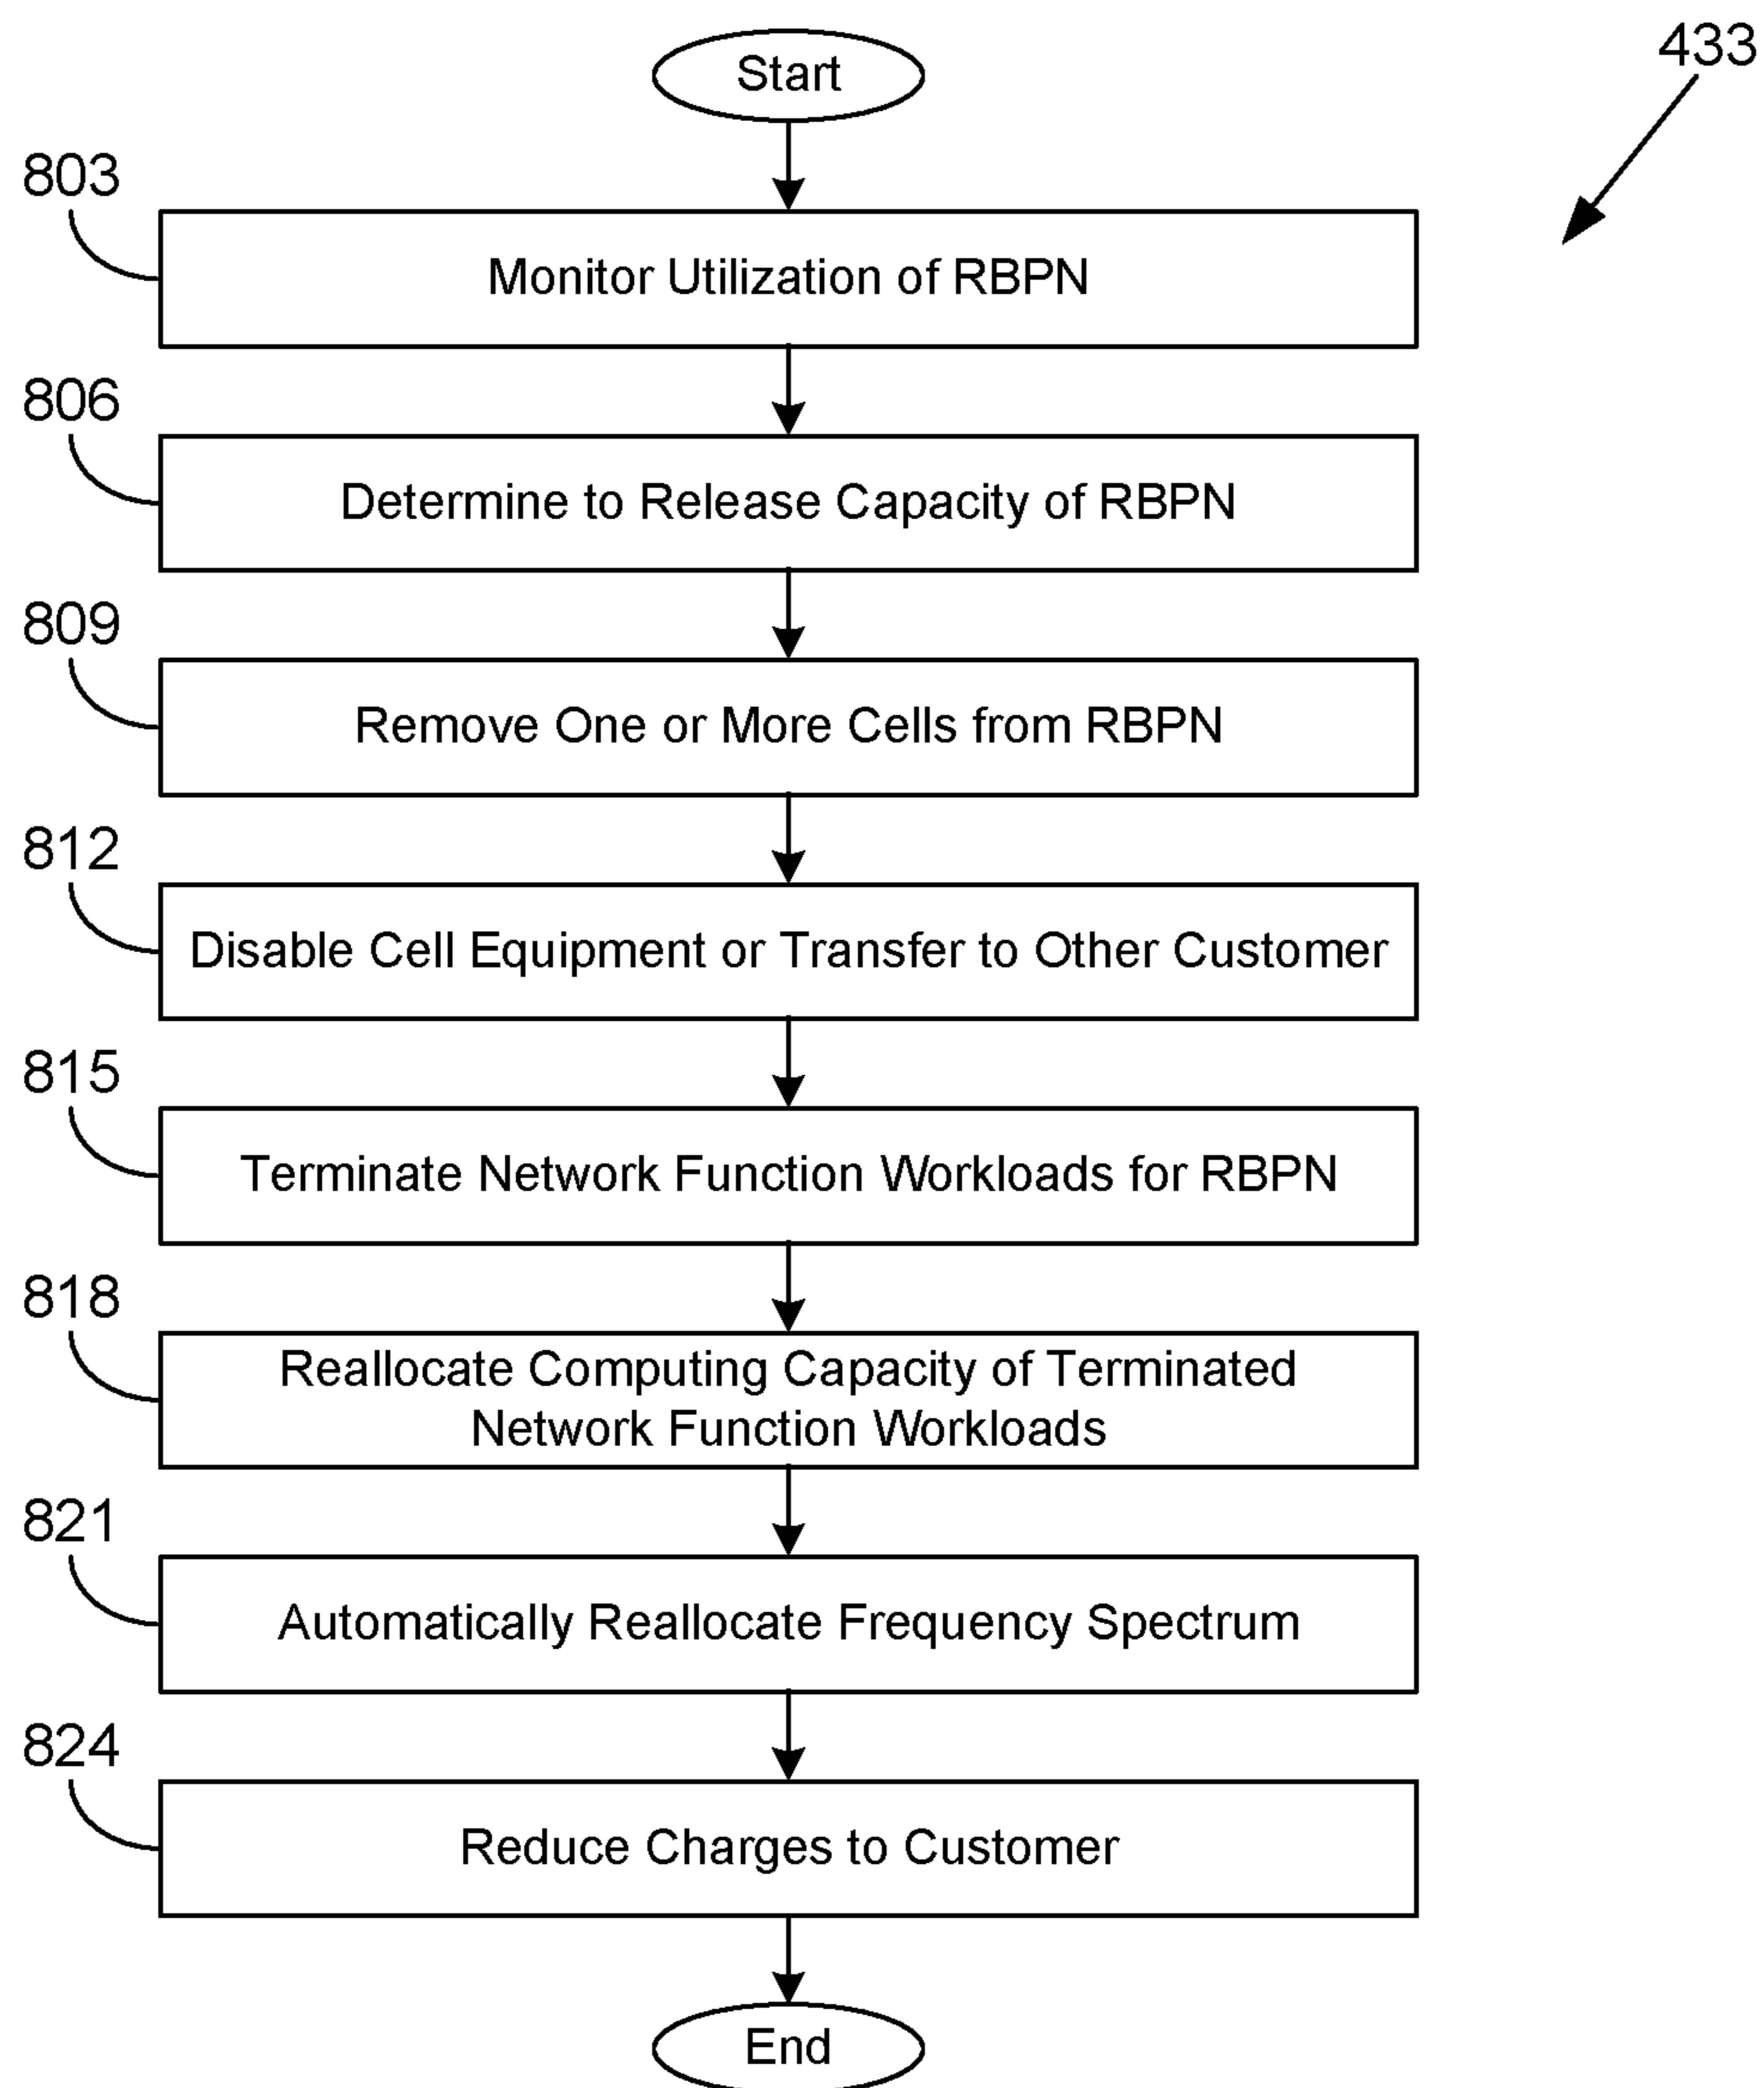 Start
433
803
Monitor Utilization of RBPN
806
Determine to Release Capacity of RBPN
809
Remove One or More Cells from RBPN
812
Disable Cell Equipment or Transfer to Other Customer
815
Terminate Network Function Workloads for RBPN
818
Reallocate Computing Capacity of Terminated
Network Function Workloads
821
Automatically Reallocate Frequency Spectrum
824
Reduce Charges to Customer
End